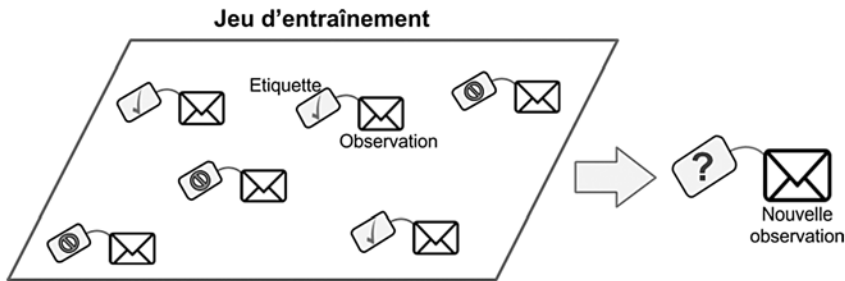 Jeu d’entraînement
Etiquette
Observation
?
Nouvelle
observation